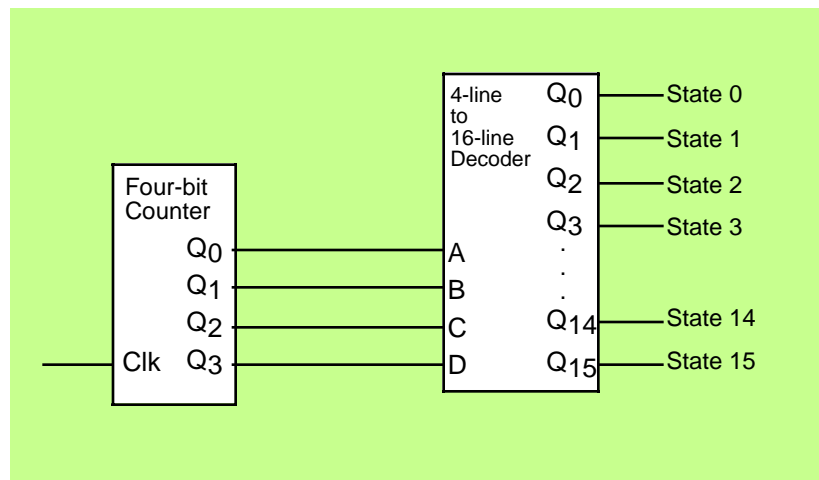 Four-bit
Counter
Q0
Q1
Q2
Clk Q3
4-line
to
16-line
Decoder
A
B
C
D
Q0
Q1
Q2
Q3
.
.
.
Q14
Q15
State 0
State 1
State 2
State 3
State 14
State 15